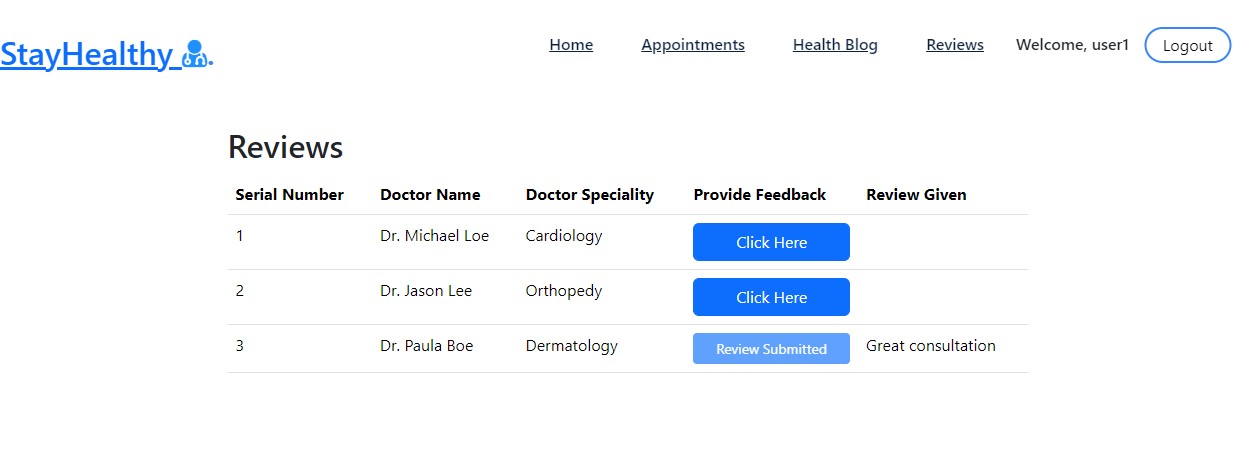 StayHealthy .
Home Appointments Health Blog Reviews Welcome, user1 Logout
Reviews
Serial Number Doctor Name Doctor Speciality Provide Feedback Review Given
1 Dr. Michael Loe Cardiology Click Here
2 Dr. Jason Lee Orthopedy Click Here
3 Dr. Paula Boe Dermatology Review Submitted Great consultation